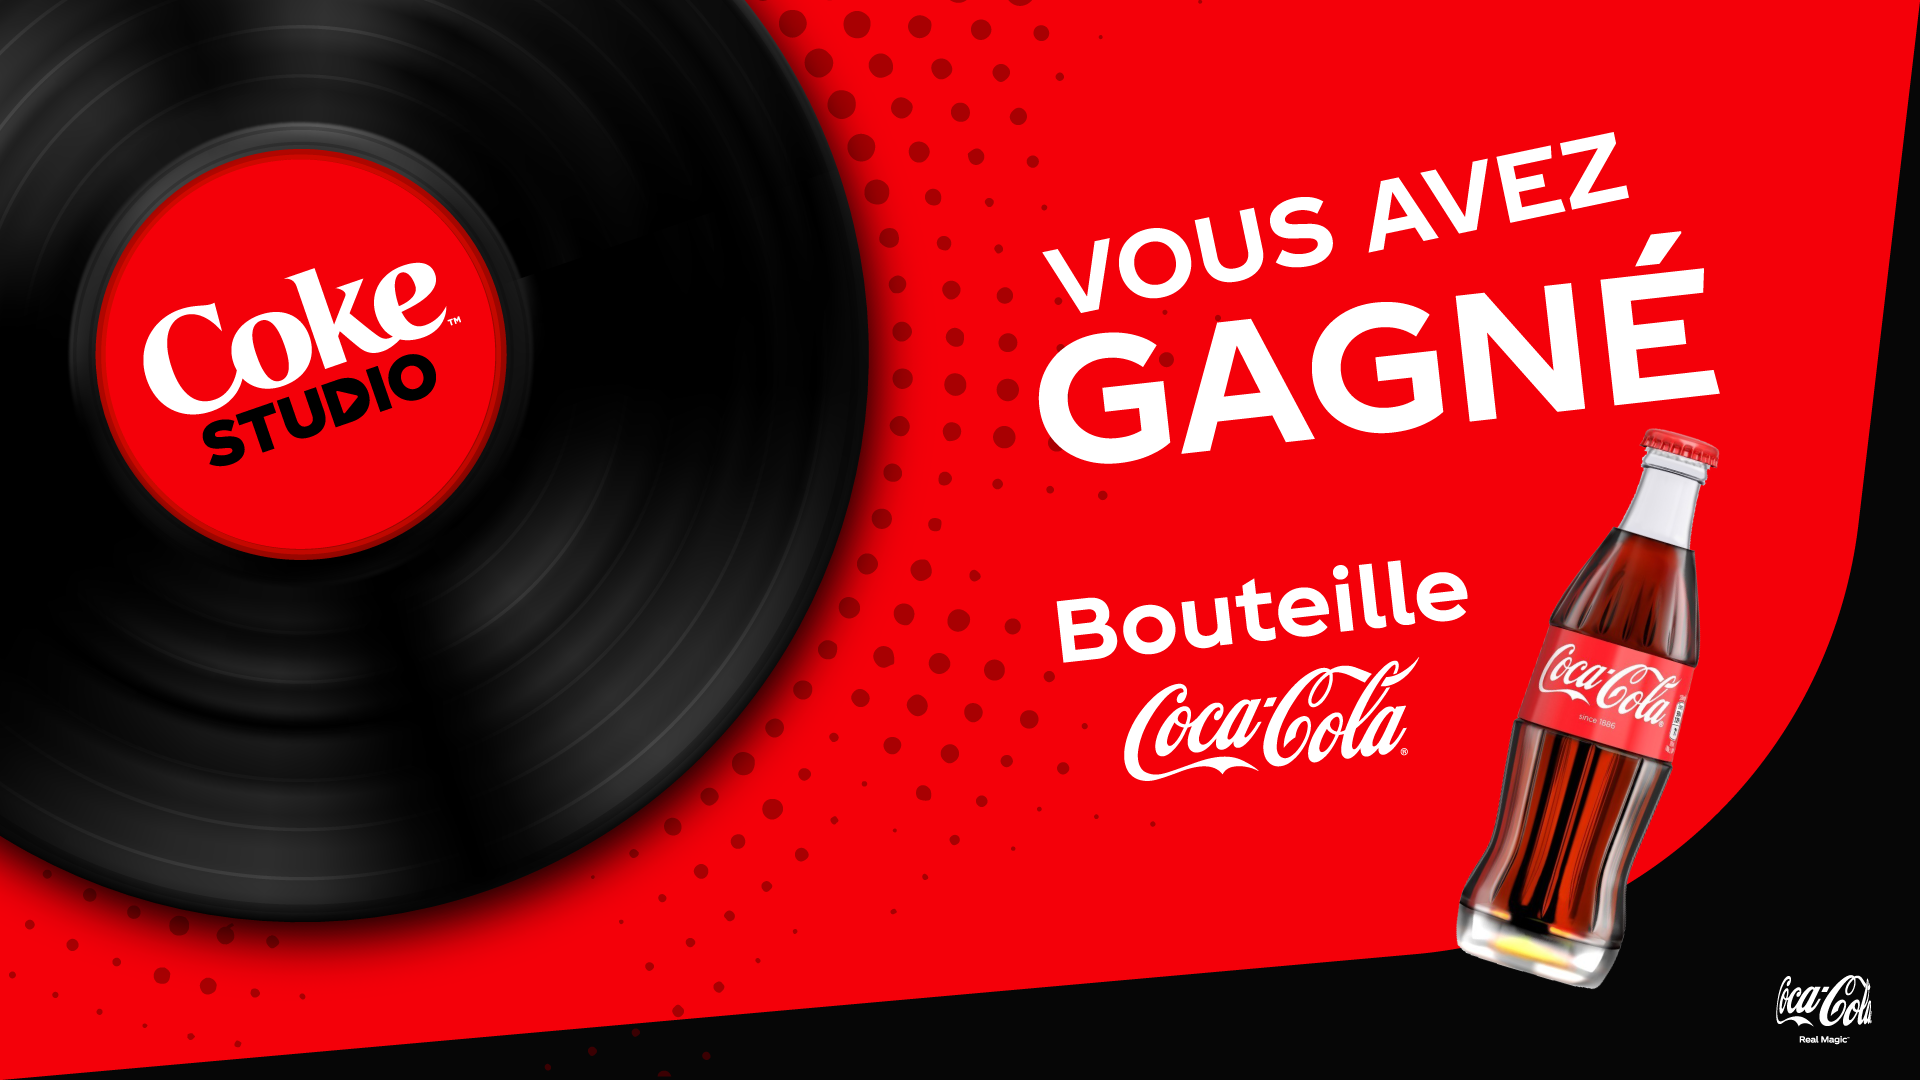 Coke™
STUDIO
VOUS AVEZ
GAGNÉ
Bouteille
Coca-Cola®
Coca-Cola
since 1886
Coca-Cola
Real Magic™